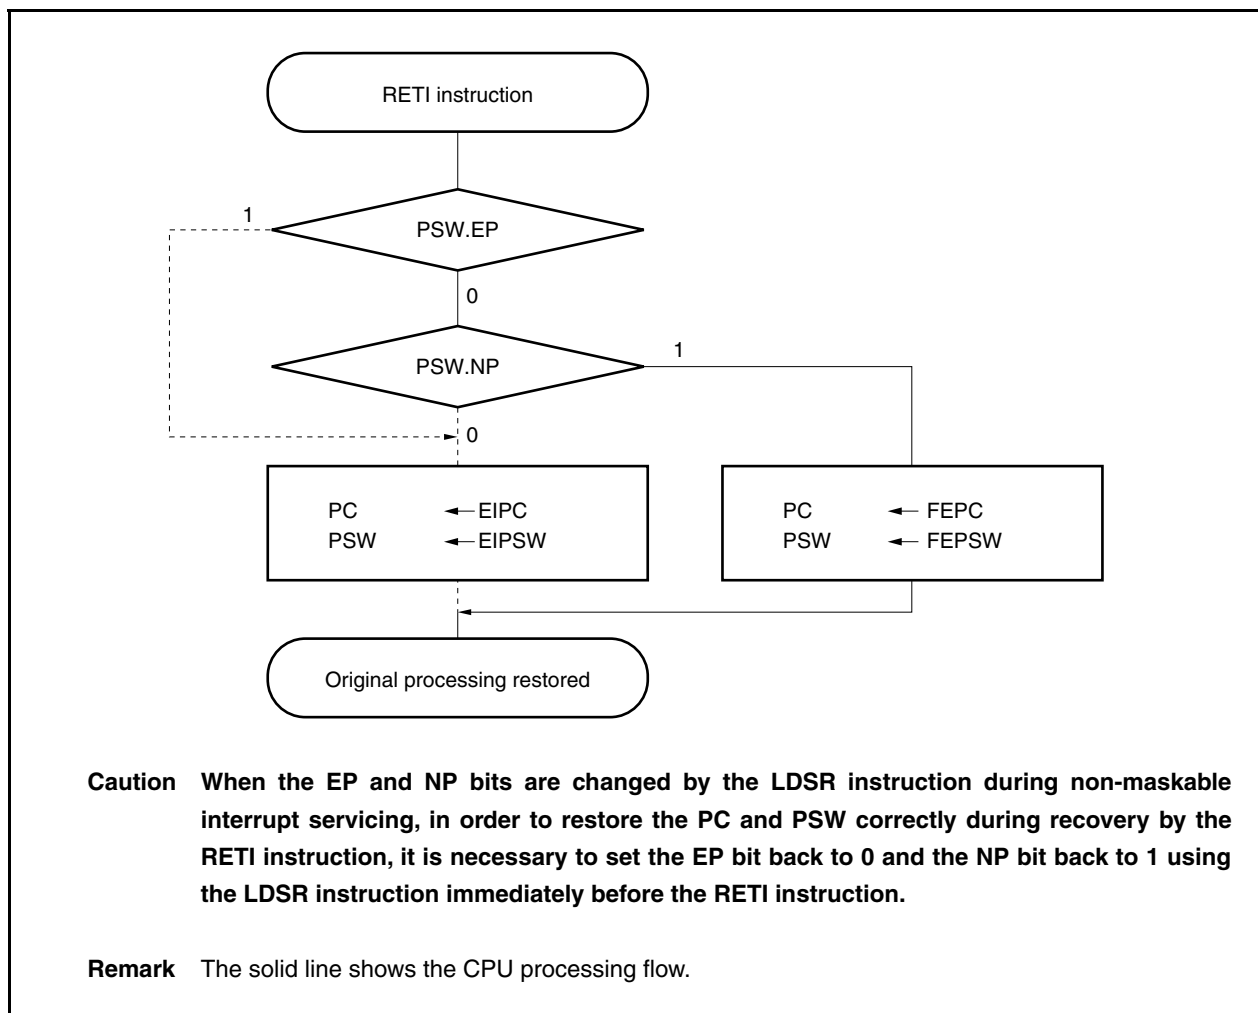 RETI instruction
1
PSW.EP
0
PSW.NP
1
0
PC ← EIPC
PSW ← EIPSW
PC ← FEPC
PSW ← FEPSW
Original processing restored
Caution When the EP and NP bits are changed by the LDSR instruction during non-maskable
interrupt servicing, in order to restore the PC and PSW correctly during recovery by the
RETI instruction, it is necessary to set the EP bit back to 0 and the NP bit back to 1 using
the LDSR instruction immediately before the RETI instruction.
Remark The solid line shows the CPU processing flow.